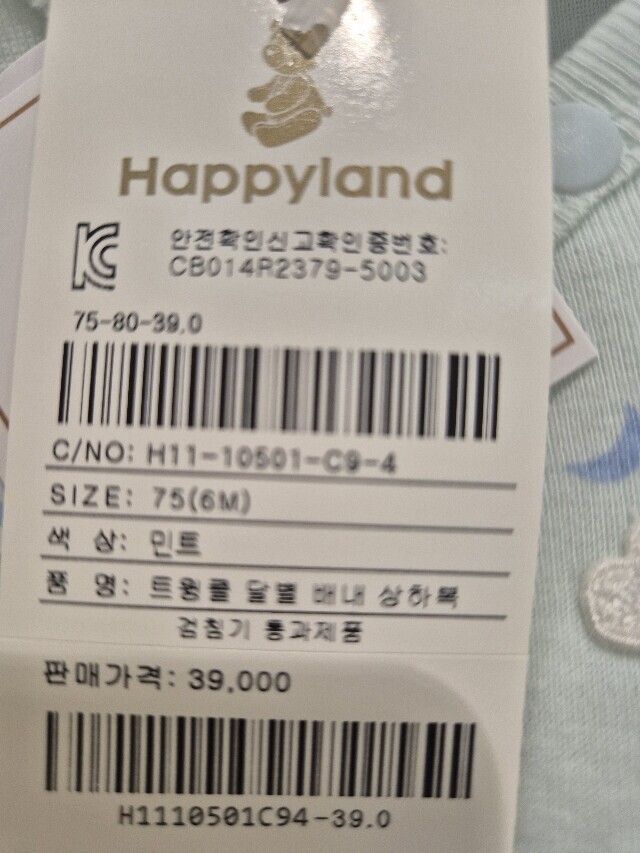 Happyland
안전확인신고확인증번호:
CB014R2379-5003
75-80-39.0
C/NO: H11-10501-C9-4
SIZE: 75(6M)
색 상: 민트
품 명: 트윙클 달별 배내 상하복
검침기 통과제품
판매가격: 39,000
H1110501C94-39.0